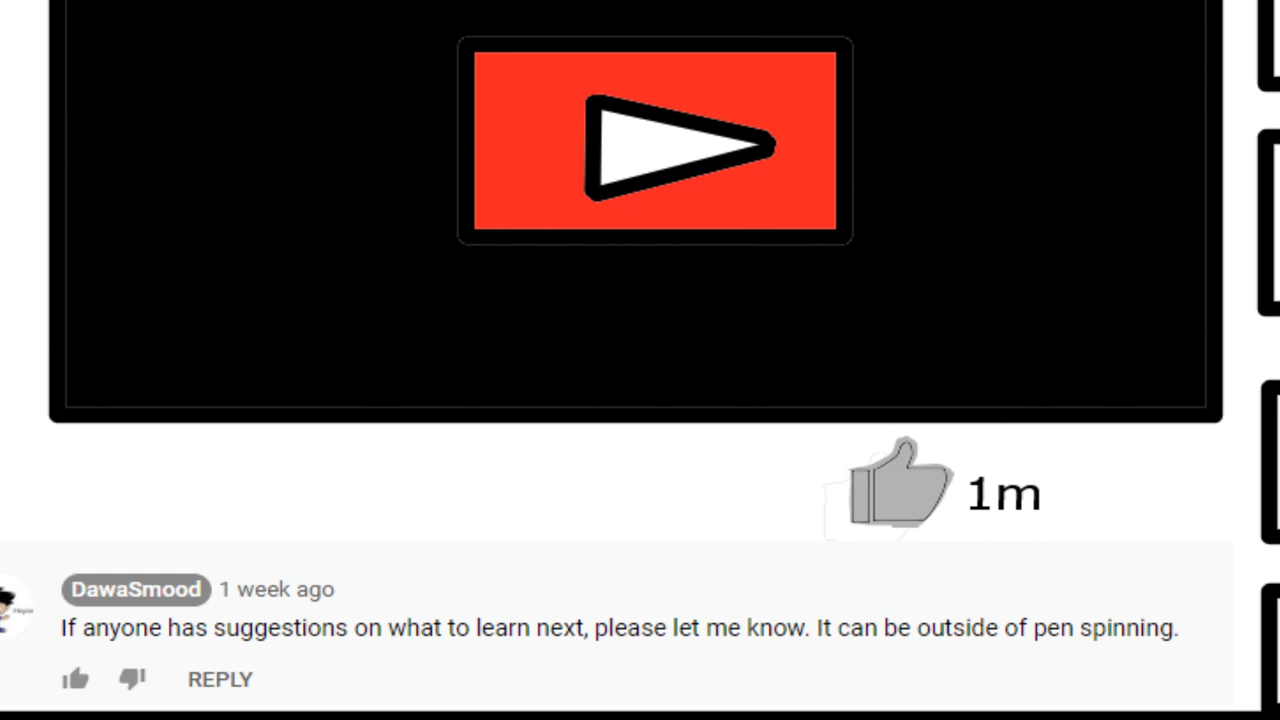 1m
DawaSmood 1 week ago
If anyone has suggestions on what to learn next, please let me know. It can be outside of pen spinning.
REPLY